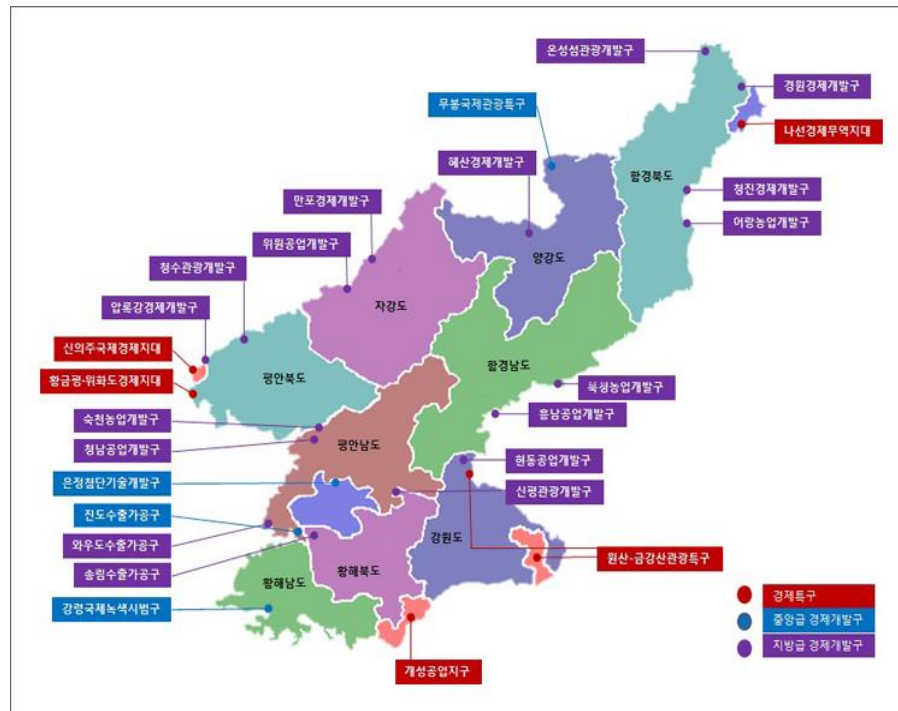 온성섬관광개발구
경원경제개발구
무봉국제관광특구
나선경제무역지대
혜산경제개발구
함경북도
청진경제개발구
만포경제개발구
어랑농업개발구
위원공업개발구
양강도
청수관광개발구
자강도
압록강경제개발구
신의주국제경제지대
함경남도
황금평·위화도경제지대
평안북도
북청농업개발구
숙천농업개발구
흥남공업개발구
청남공업개발구
평안남도
현동공업개발구
은정첨단기술개발구
신평관광개발구
진도수출가공구
강원도
와우도수출가공구
원산-금강산관광특구
송림수출가공구
황해북도
황해남도
강령국제녹색시범구
개성공업지구
경제특구
중앙급 경제개발구
지방급 경제개발구